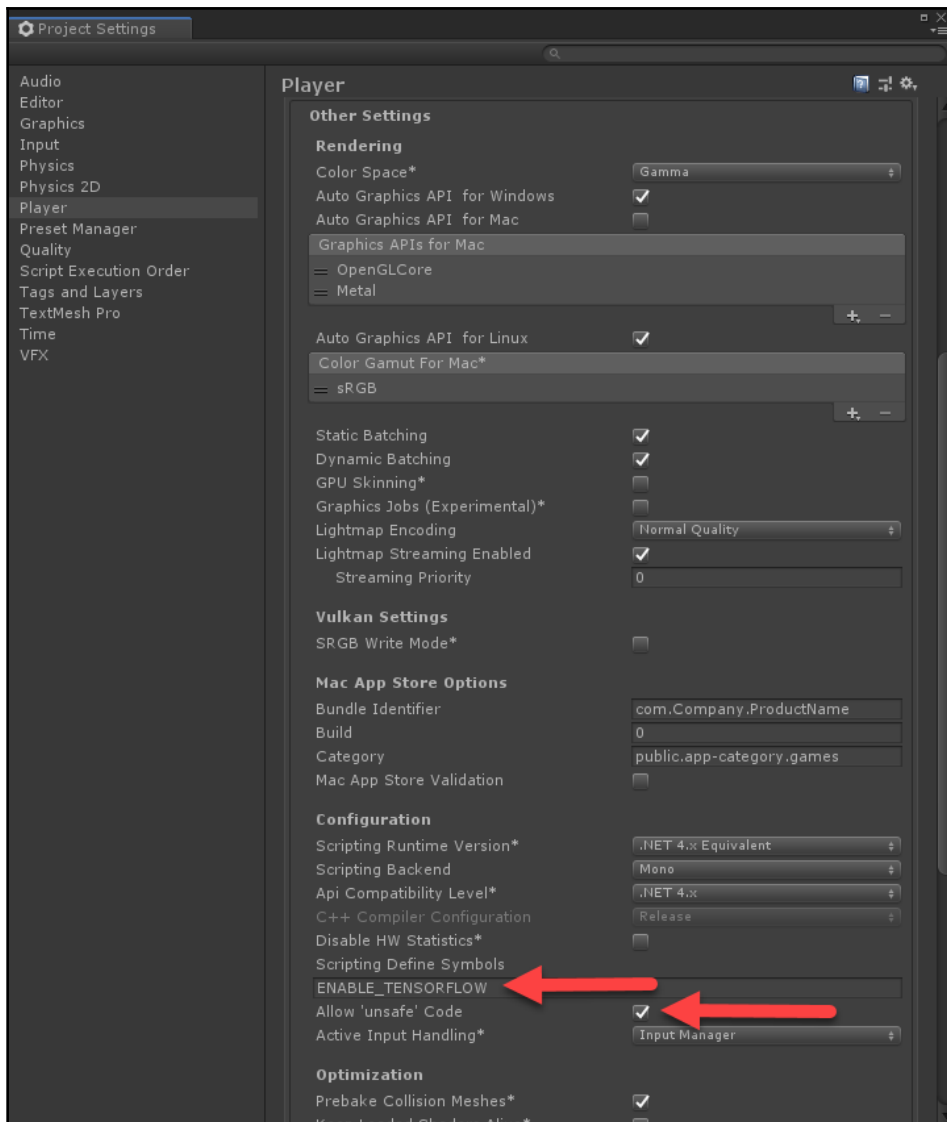 Project Settings
Audio
Editor
Graphics
Input
Physics
Physics 2D
Player
Preset Manager
Quality
Script Execution Order
Tags and Layers
TextMesh Pro
Time
VFX
Player
Other Settings
Rendering
Color Space* Gamma
Auto Graphics API for Windows
Auto Graphics API for Mac
Graphics APIs for Mac
OpenGLCore
Metal
Auto Graphics API for Linux
Color Gamut For Mac*
sRGB
Static Batching
Dynamic Batching
GPU Skinning*
Graphics Jobs (Experimental)*
Lightmap Encoding Normal Quality
Lightmap Streaming Enabled
Streaming Priority 0
Vulkan Settings
SRGB Write Mode*
Mac App Store Options
Bundle Identifier com.Company.ProductName
Build 0
Category public.app-category.games
Mac App Store Validation
Configuration
Scripting Runtime Version* .NET 4.x Equivalent
Scripting Backend Mono
Api Compatibility Level* .NET 4.x
C++ Compiler Configuration Release
Disable HW Statistics*
Scripting Define Symbols
ENABLE_TENSORFLOW
Allow 'unsafe' Code
Active Input Handling* Input Manager
Optimization
Prebake Collision Meshes*